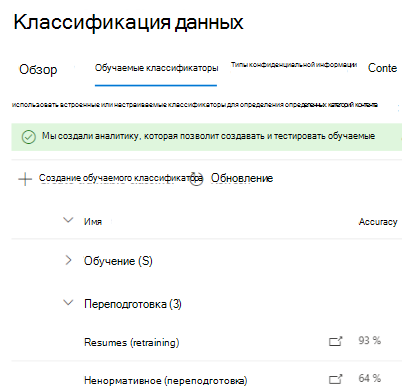 Классификация данных
Обзор Обучаемые классификаторы Типы конфиденциальной информации Conte
использовать встроенные или настраиваемые классификаторы для определения определенных категорий контента
Мы создали аналитику, которая позволит создавать и тестировать обучаемые
Создание обучаемого классификатора Обновление
Имя Accuracy
Обучение (S)
Переподготовка (3)
Resumes (retraining) 93 %
Ненормативное (переподготовка) 64 %